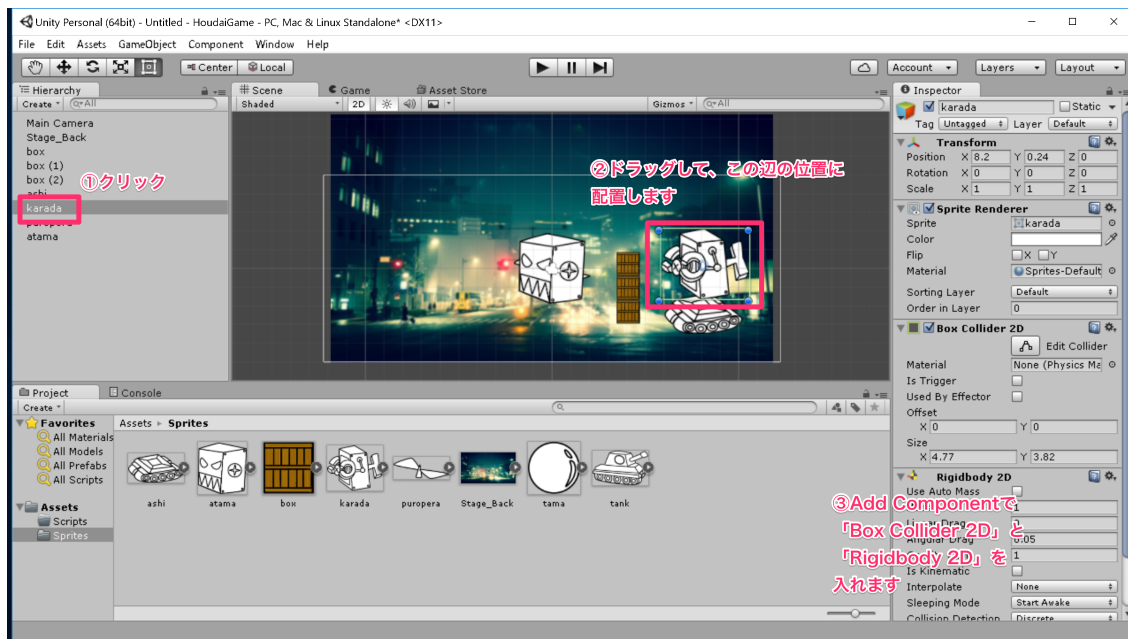 Unity Personal (64bit) - Untitled - HoudaiGame - PC, Mac & Linux Standalone* <DX11>
File Edit Assets GameObject Component Window Help
Center Local Account Layers Layout
Hierarchy
Create All
Main Camera
Stage_Back
box
box (1)
box (2)
①クリック
karada
atama
Scene Game Asset Store
Shaded 2D Gizmos All
②ドラッグして、この辺の位置に
配置します
Inspector
karada Static
Tag Untagged Layer Default
Transform
Position X 8.2 Y 0.24 Z 0
Rotation X 0 Y 0 Z 0
Scale X 1 Y 1 Z 1
Sprite Renderer
Sprite karada
Color
Flip X Y
Material Sprites-Default
Sorting Layer Default
Order in Layer 0
Box Collider 2D
Edit Collider
Material None (Physics Ma
Is Trigger
Used By Effector
Offset
X 0 Y 0
Size
X 4.77 Y 3.82
Rigidbody 2D
Use Auto Mass
③Add Componentで
「Box Collider 2D」と
「Rigidbody 2D」を
入れます
1
Linear Drag
Angular Drag 0.05
1
Is Kinematic
Interpolate None
Sleeping Mode Start Awake
Collision Detection Discrete
Project Console
Create
Favorites
All Materials
All Models
All Prefabs
All Scripts
Assets
Scripts
Sprites
Assets Sprites
ashi atama box karada puropera Stage_Back tama tank